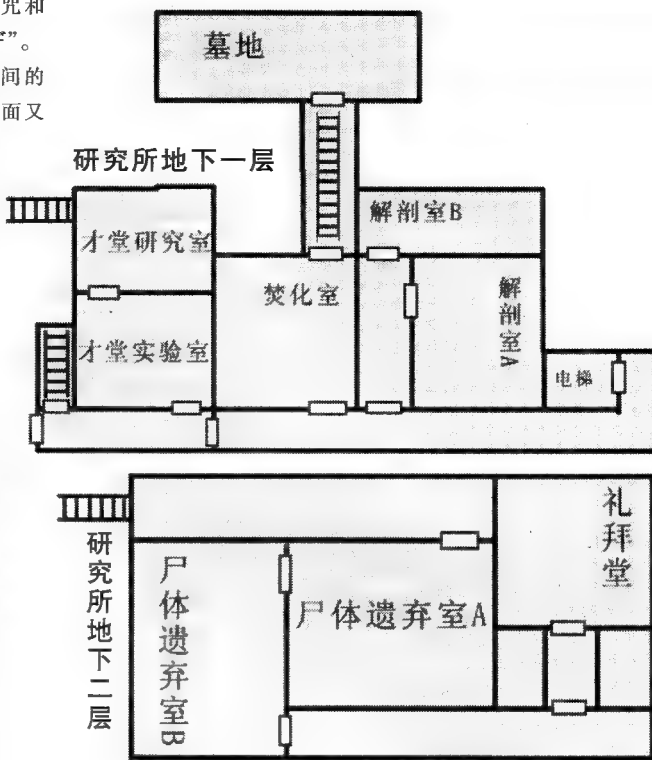 究和
”。
间的
面又
墓地
研究所地下一层
解剖室B
才堂研究室
焚化室
解剖室A
才堂实验室
电梯
研究所地下二层
礼拜堂
尸体遗弃室A
尸体遗弃室B